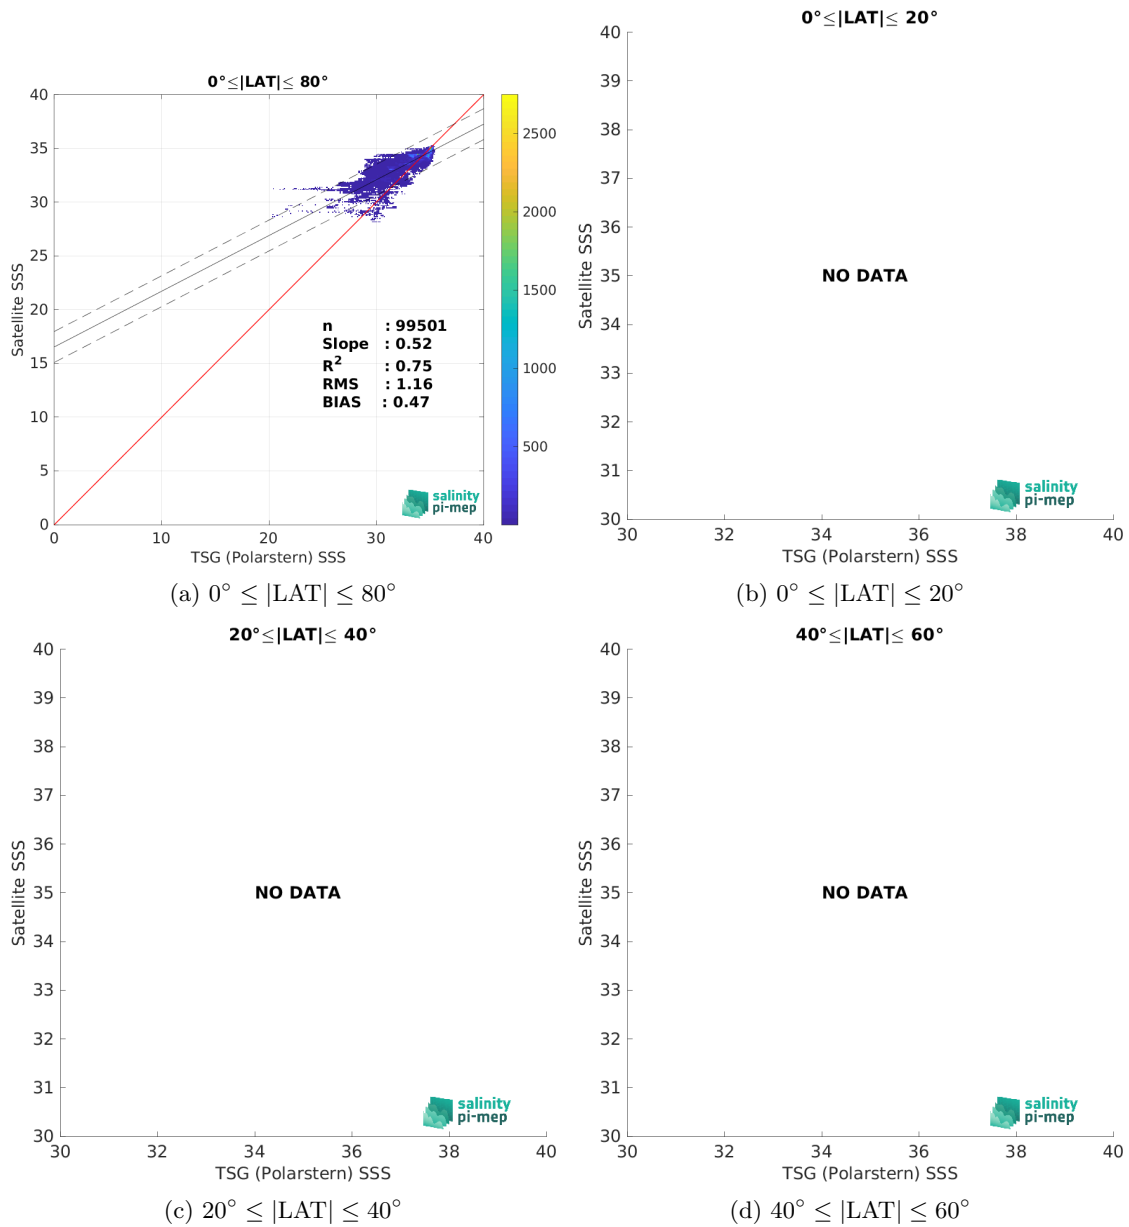 0°≤|LAT|≤ 80°
40
35
30
25
20
15
10
5
0
Satellite SSS
0
10
20
30
40
TSG (Polarstern) SSS
n : 99501
Slope : 0.52
R² : 0.75
RMS : 1.16
BIAS : 0.47
salinity
pi-mep
2500
2000
1500
1000
500
(a) 0° ≤ |LAT| ≤ 80°
0°≤|LAT|≤ 20°
40
39
38
37
36
35
34
33
32
31
30
Satellite SSS
NO DATA
salinity
pi-mep
30
32
34
36
38
40
TSG (Polarstern) SSS
(b) 0° ≤ |LAT| ≤ 20°
20°≤|LAT|≤ 40°
40
39
38
37
36
35
34
33
32
31
30
Satellite SSS
NO DATA
salinity
pi-mep
30
32
34
36
38
40
TSG (Polarstern) SSS
(c) 20° ≤ |LAT| ≤ 40°
40°≤|LAT|≤ 60°
40
39
38
37
36
35
34
33
32
31
30
Satellite SSS
NO DATA
salinity
pi-mep
30
32
34
36
38
40
TSG (Polarstern) SSS
(d) 40° ≤ |LAT| ≤ 60°